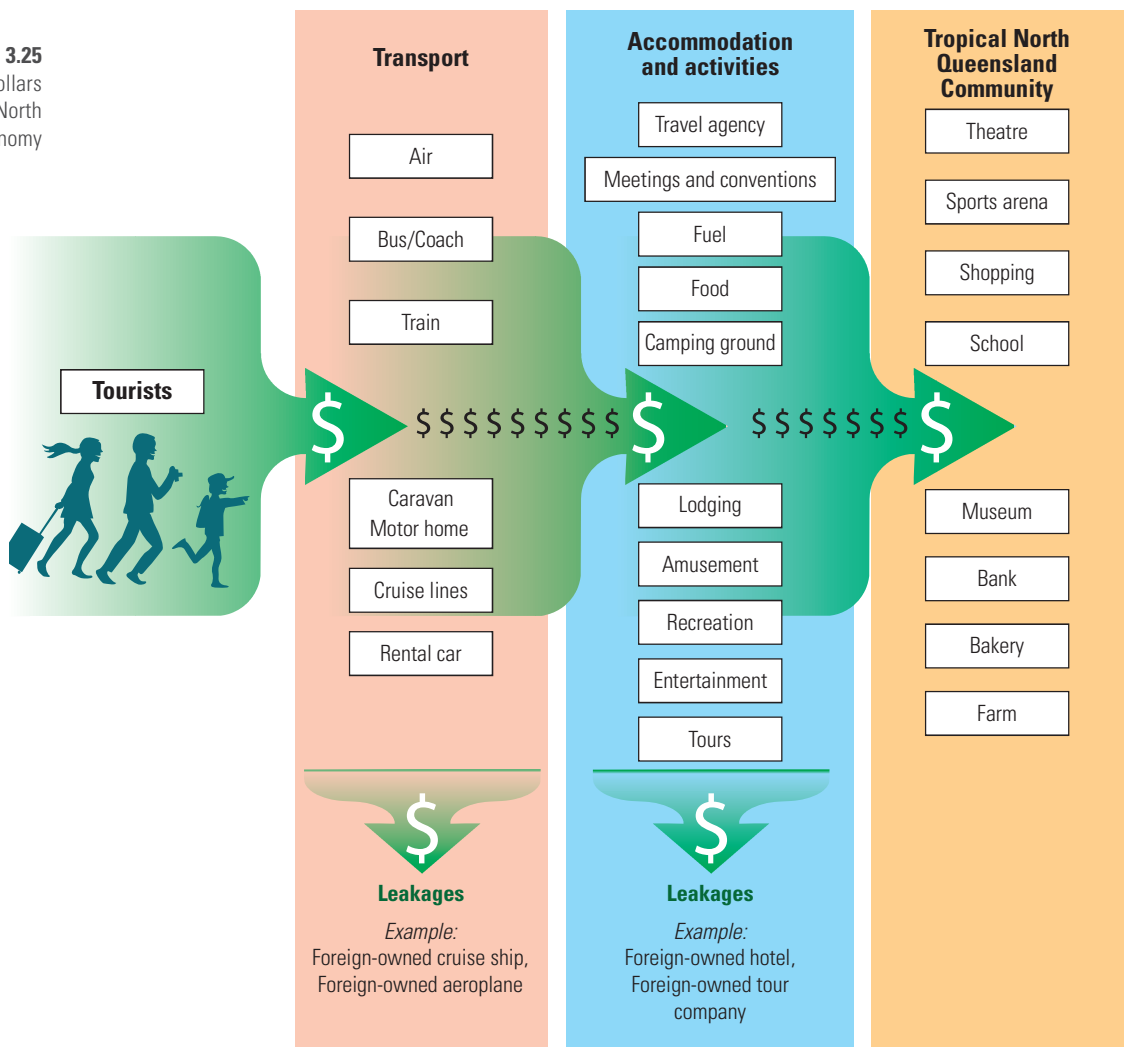 3.25
ollars
North
nomy
Tourists
$
Transport
Air
Bus/Coach
Train
$ $ $ $ $ $ $ $ $
$
Caravan
Motor home
Cruise lines
Rental car
$
Leakages
Example:
Foreign-owned cruise ship,
Foreign-owned aeroplane
Accommodation
and activities
Travel agency
Meetings and conventions
Fuel
Food
Camping ground
$ $ $ $ $ $ $
$
Lodging
Amusement
Recreation
Entertainment
Tours
$
Leakages
Example:
Foreign-owned hotel,
Foreign-owned tour
company
Tropical North
Queensland
Community
Theatre
Sports arena
Shopping
School
Museum
Bank
Bakery
Farm